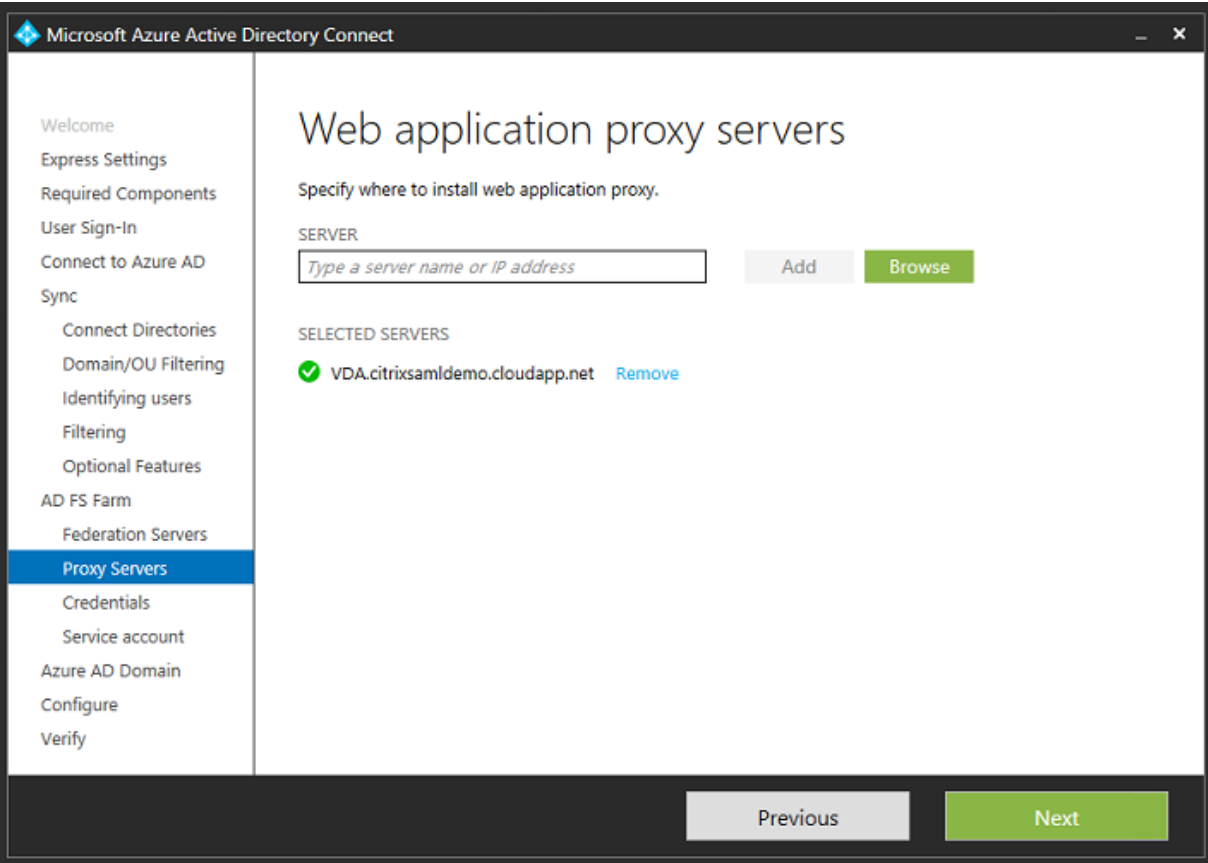 Microsoft Azure Active Directory Connect
Welcome
Express Settings
Required Components
User Sign-In
Connect to Azure AD
Sync
Connect Directories
Domain/OU Filtering
Identifying users
Filtering
Optional Features
AD FS Farm
Federation Servers
Proxy Servers
Credentials
Service account
Azure AD Domain
Configure
Verify
Web application proxy servers
Specify where to install web application proxy.
SERVER
Type a server name or IP address
Add
Browse
SELECTED SERVERS
VDA.citrixsamldemo.cloudapp.net Remove
Previous
Next